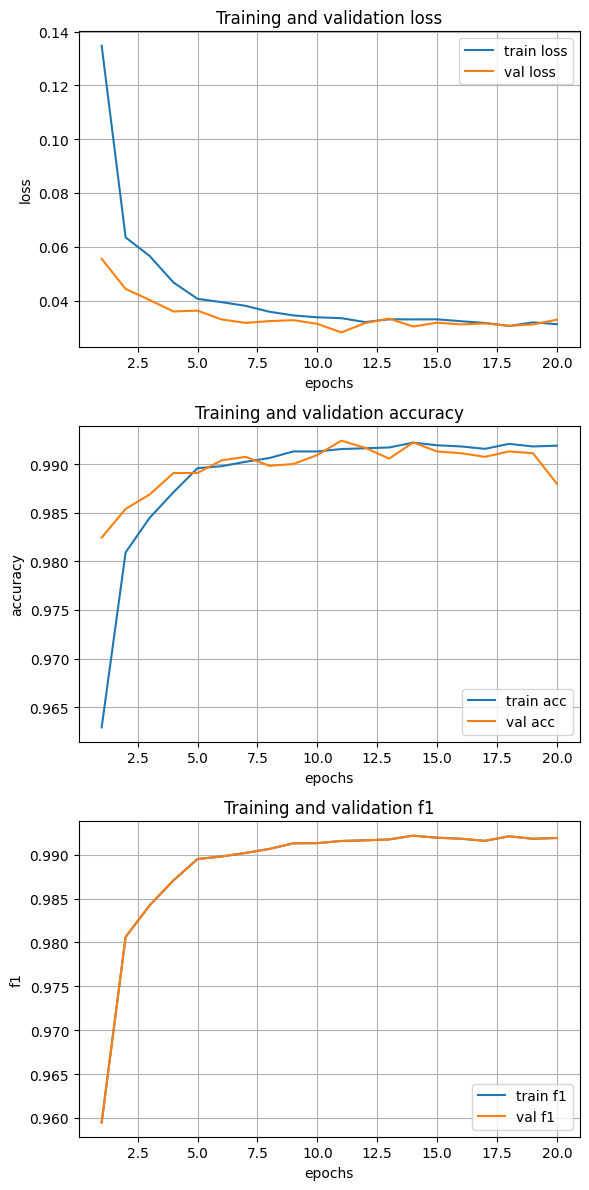 Training and validation loss
0.14
0.12
0.10
0.08
0.06
0.04
loss
train loss
val loss
2.5 5.0 7.5 10.0 12.5 15.0 17.5 20.0
epochs
Training and validation accuracy
0.990
0.985
0.980
0.975
0.970
0.965
accuracy
train acc
val acc
2.5 5.0 7.5 10.0 12.5 15.0 17.5 20.0
epochs
Training and validation f1
0.990
0.985
0.980
0.975
0.970
0.965
0.960
f1
train f1
val f1
2.5 5.0 7.5 10.0 12.5 15.0 17.5 20.0
epochs